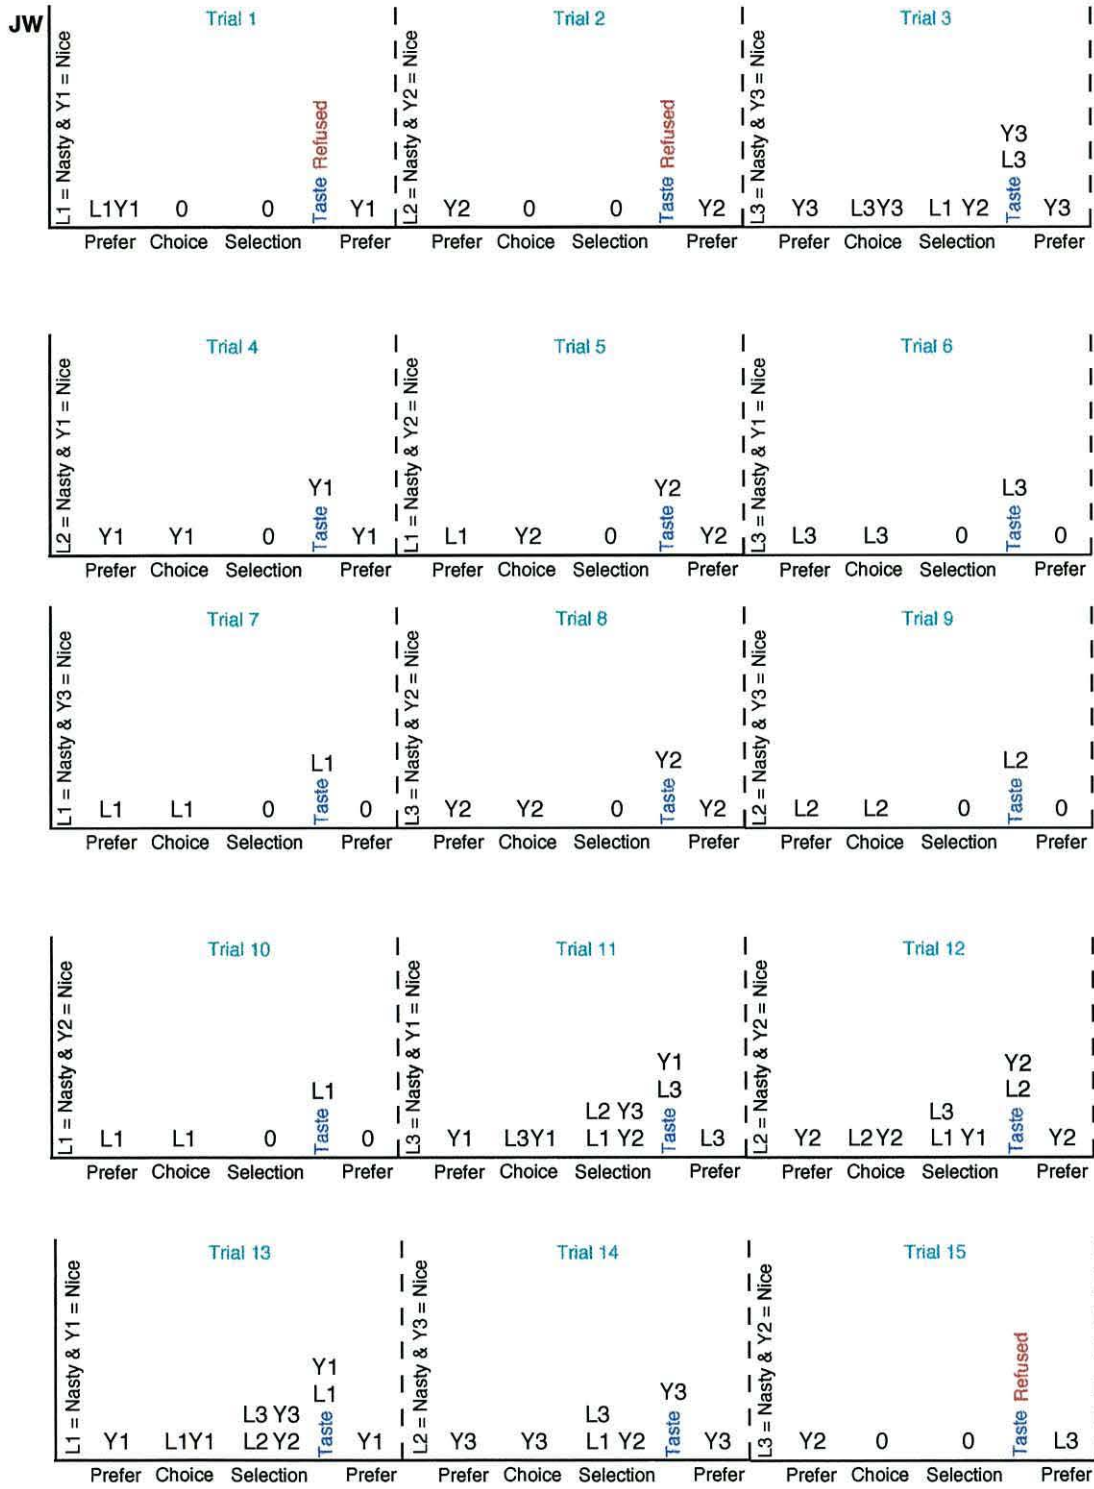 JW
Trial 1
Trial 2
Trial 3
L1 = Nasty & Y1 = Nice
L1Y1 0 0 Taste Refused Y1
L2 = Nasty & Y2 = Nice
Y2 0 0 Taste Refused Y2
L3 = Nasty & Y3 = Nice
Y3
L3
Y3 L3Y3 L1 Y2 Taste Y3
Prefer Choice Selection Prefer
Prefer Choice Selection Prefer
Prefer Choice Selection Prefer
Trial 4
Trial 5
Trial 6
L2 = Nasty & Y1 = Nice
Y1
Y1 Y1 0 Taste Y1
L1 = Nasty & Y2 = Nice
Y2
L1 Y2 0 Taste Y2
L3 = Nasty & Y1 = Nice
L3
L3 L3 0 Taste 0
Prefer Choice Selection Prefer
Prefer Choice Selection Prefer
Prefer Choice Selection Prefer
Trial 7
Trial 8
Trial 9
L1 = Nasty & Y3 = Nice
L1
L1 L1 0 Taste 0
L3 = Nasty & Y2 = Nice
Y2
Y2 Y2 0 Taste Y2
L2 = Nasty & Y3 = Nice
L2
L2 L2 0 Taste 0
Prefer Choice Selection Prefer
Prefer Choice Selection Prefer
Prefer Choice Selection Prefer
Trial 10
Trial 11
Trial 12
L1 = Nasty & Y2 = Nice
L1
L1 L1 0 Taste 0
L3 = Nasty & Y1 = Nice
Y1
L3
L2 Y3
Y1 L3Y1 L1 Y2 Taste L3
L2 = Nasty & Y2 = Nice
Y2
L2
L3
Y2 L2Y2 L1 Y1 Taste Y2
Prefer Choice Selection Prefer
Prefer Choice Selection Prefer
Prefer Choice Selection Prefer
Trial 13
Trial 14
Trial 15
L1 = Nasty & Y1 = Nice
Y1
L1
L3 Y3
Y1 L1Y1 L2 Y2 Taste Y1
L2 = Nasty & Y3 = Nice
Y3
L3
Y3 Y3 L1 Y2 Taste Y3
L3 = Nasty & Y2 = Nice
Y2 0 0 Taste Refused L3
Prefer Choice Selection Prefer
Prefer Choice Selection Prefer
Prefer Choice Selection Prefer